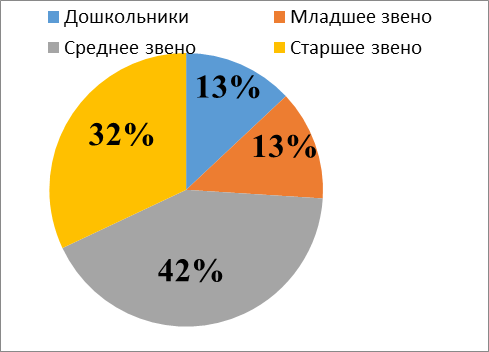 Дошкольники Младшее звено
Среднее звено Старшее звено
13%
32%
13%
42%